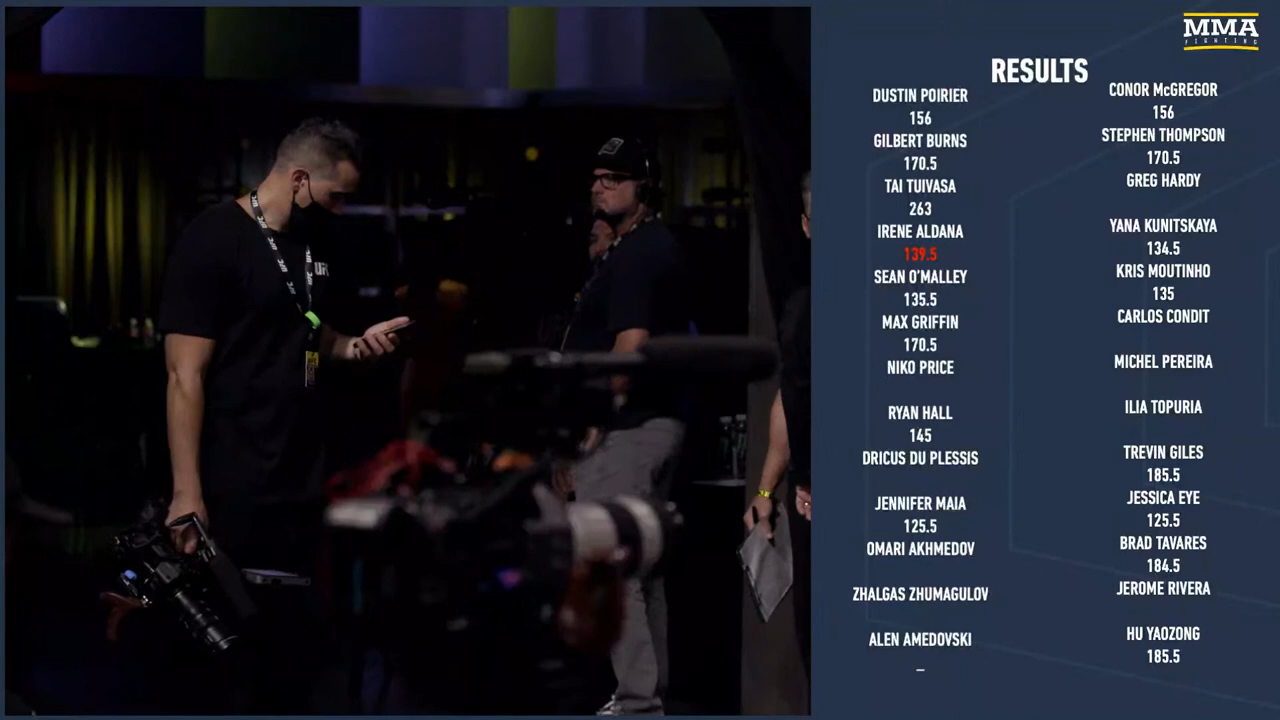 MMA
FIGHTING
RESULTS
DUSTIN POIRIER
156
GILBERT BURNS
170.5
TAI TUIVASA
263
IRENE ALDANA
139.5
SEAN O'MALLEY
135.5
MAX GRIFFIN
170.5
NIKO PRICE
RYAN HALL
145
DRICUS DU PLESSIS
JENNIFER MAIA
125.5
OMARI AKHMEDOV
ZHALGAS ZHUMAGULOV
ALEN AMEDOVSKI
–
CONOR McGREGOR
156
STEPHEN THOMPSON
170.5
GREG HARDY
YANA KUNITSKAYA
134.5
KRIS MOUTINHO
135
CARLOS CONDIT
MICHEL PEREIRA
ILIA TOPURIA
TREVIN GILES
185.5
JESSICA EYE
125.5
BRAD TAVARES
184.5
JEROME RIVERA
HU YAOZONG
185.5